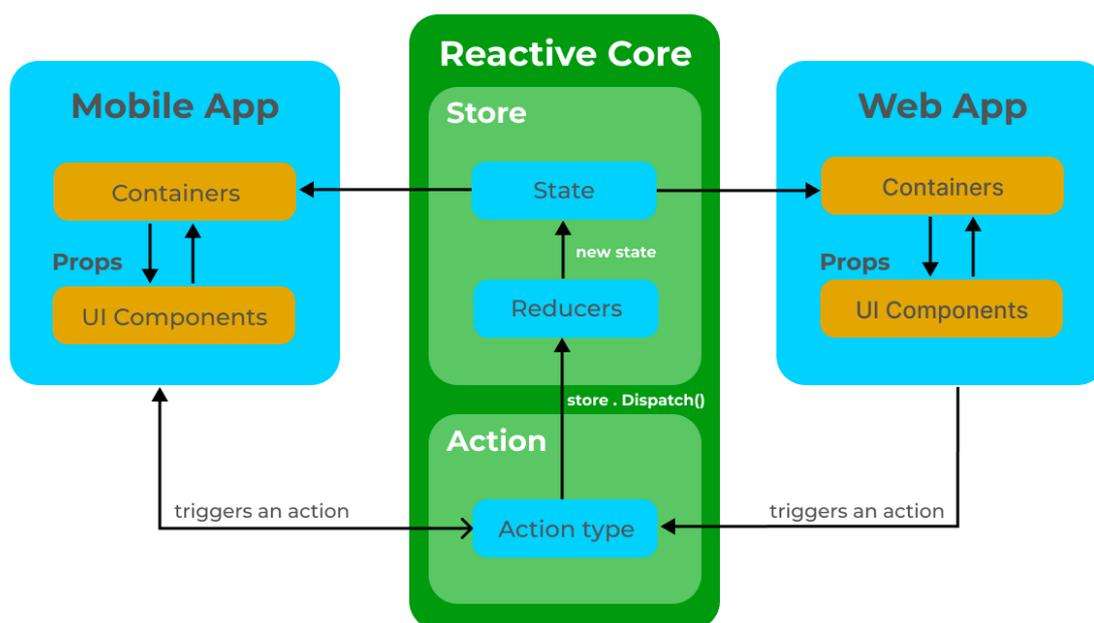 Reactive Core
Mobile App
Store
Web App
Containers
State
Containers
Props
new state
Props
UI Components
Reducers
UI Components
store . Dispatch()
Action
triggers an action
Action type
triggers an action